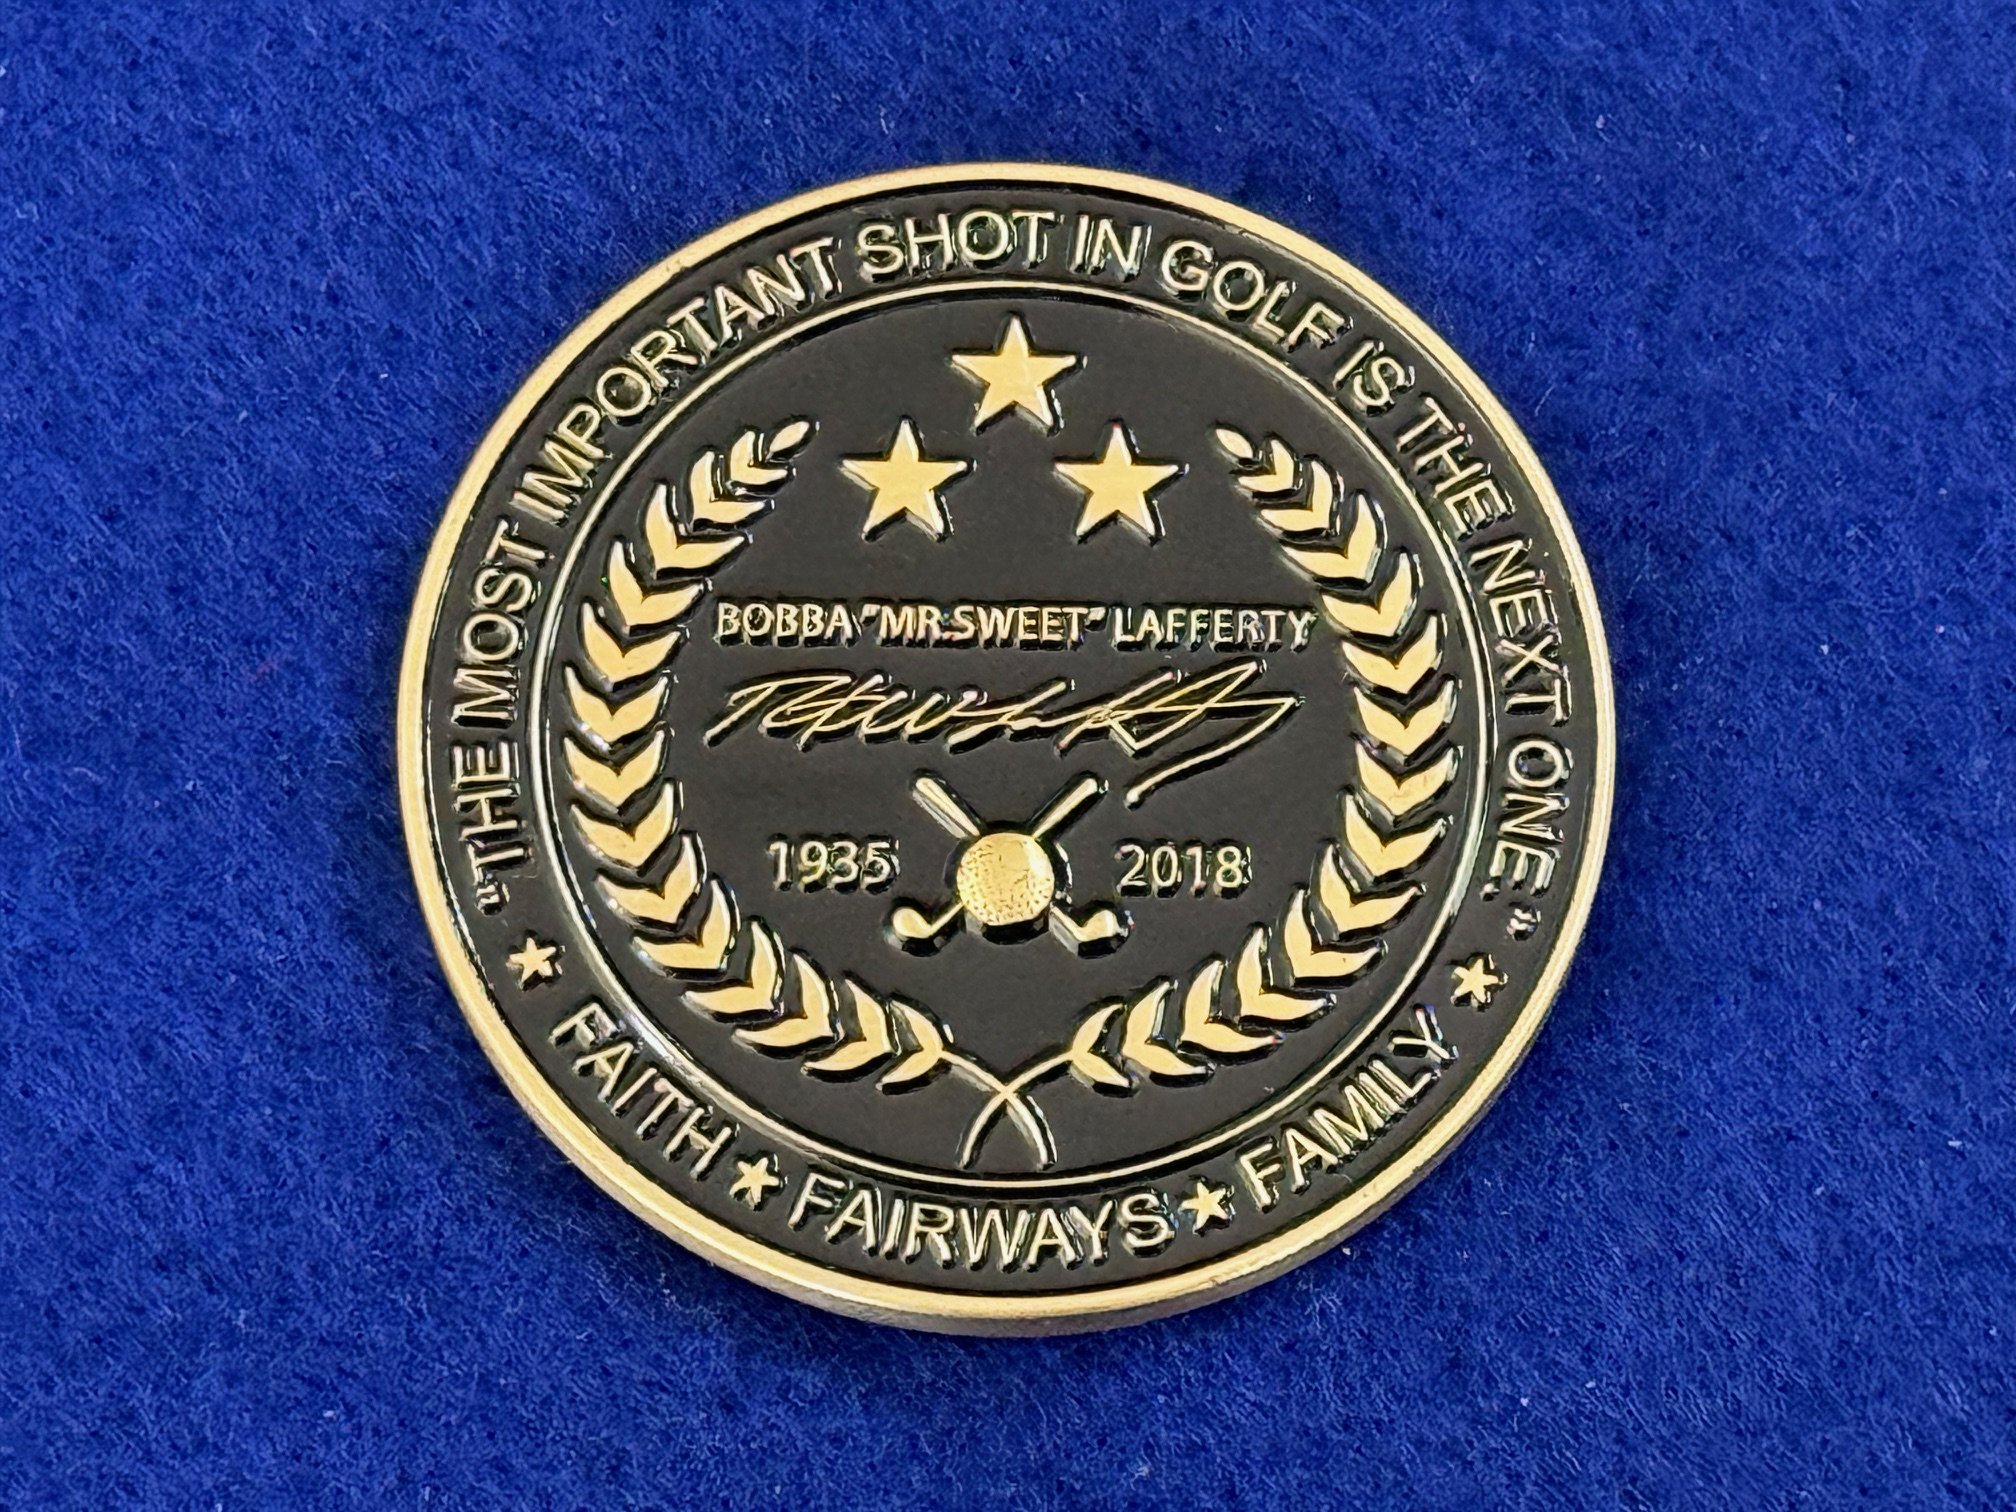 "THE MOST IMPORTANT SHOT IN GOLF IS THE NEXT ONE."
BOBBA "MR.SWEET" LAFFERTY
1935 2018
FAITH ★ FAIRWAYS ★ FAMILY